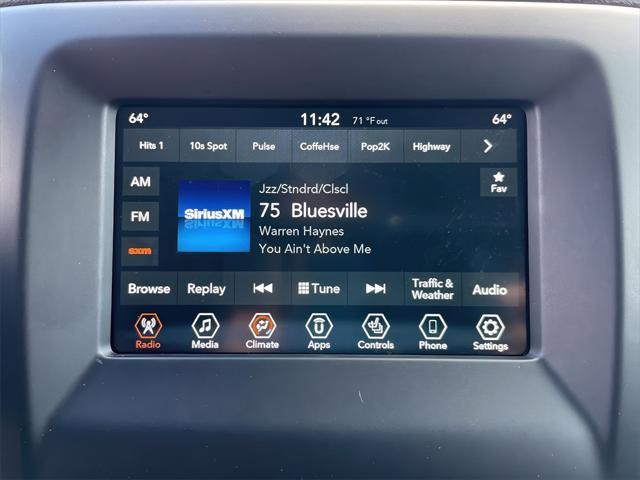 64° 11:42 71 °F out 64°
Hits 1 10s Spot Pulse CoffeHse Pop2K Highway
AM
FM
sxm
SiriusXM
Jzz/Stndrd/Clscl
75 Bluesville
Warren Haynes
You Ain't Above Me
Fav
Browse Replay Tune Traffic & Weather Audio
Radio Media Climate Apps Controls Phone Settings